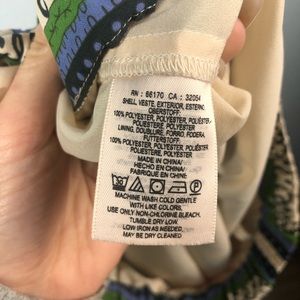 RN : 66170 CA : 32054
SHELL, VESTE, EXTERIOR, ESTERNO,
OBERSTOFF:
100% POLYESTER, POLYESTER, POLIÉSTER,
POLIESTERE, POLYESTER
LINING, DOUBLURE, FORRO, FODERA,
FUTTERSTOFF:
100% POLYESTER, POLYESTER, POLIÉSTER,
POLIESTERE, POLYESTER
MADE IN CHINA/
HECHO EN CHINA/
FABRIQUE EN CHINE
MACHINE WASH COLD GENTLE
WITH LIKE COLORS,
USE ONLY NON-CHLORINE BLEACH.
TUMBLE DRY LOW.
LOW IRON AS NEEDED,
MAY BE DRY CLEANED